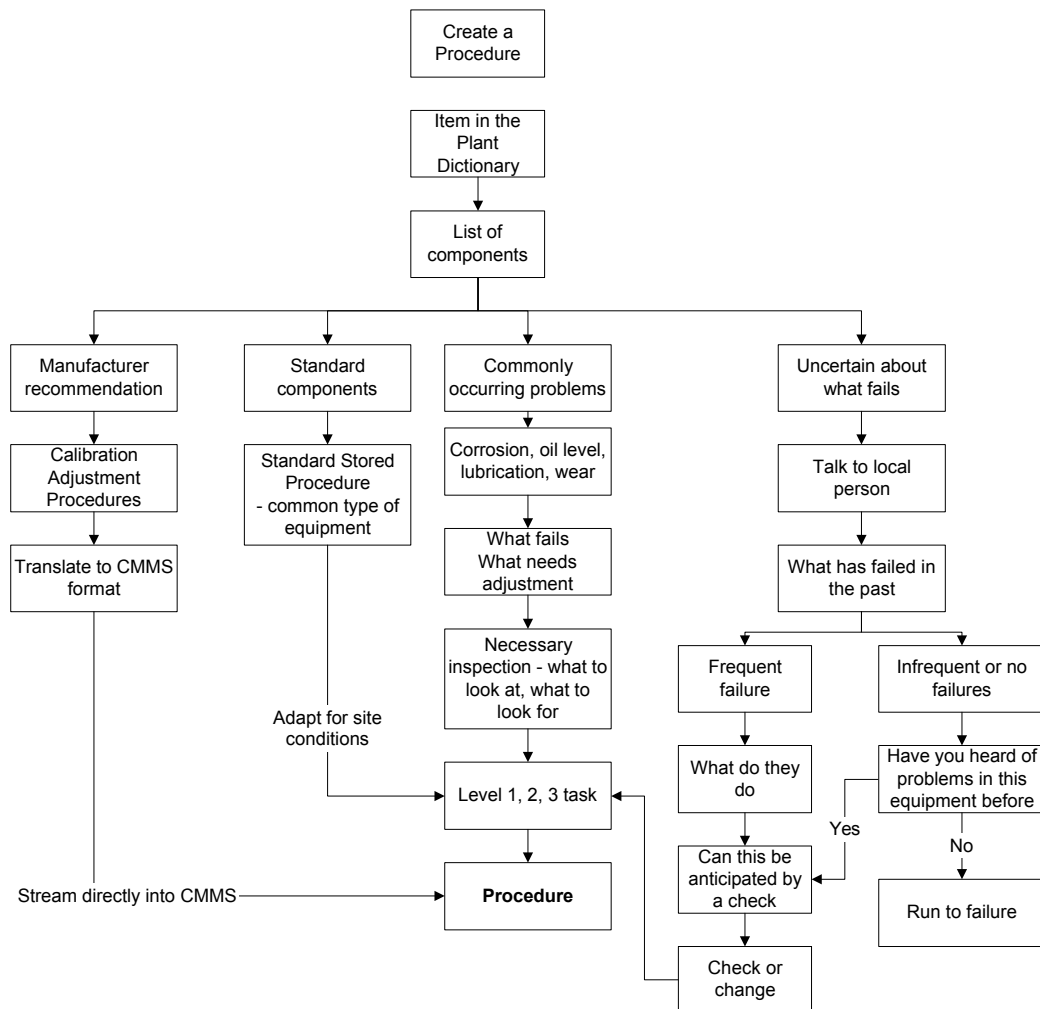 Create a
Procedure
Item in the
Plant
Dictionary
List of
components
Manufacturer
recommendation
Standard
components
Commonly
occurring problems
Uncertain about
what fails
Calibration
Adjustment
Procedures
Standard Stored
Procedure
- common type of
equipment
Corrosion, oil level,
lubrication, wear
Talk to local
person
Translate to CMMS
format
What fails
What needs
adjustment
What has failed in
the past
Necessary
inspection - what to
look at, what to
look for
Frequent
failure
Infrequent or no
failures
Adapt for site
conditions
Level 1, 2, 3 task
What do they
do
Have you heard of
problems in this
equipment before
Yes
No
Stream directly into CMMS
Procedure
Can this be
anticipated by
a check
Run to failure
Check or
change